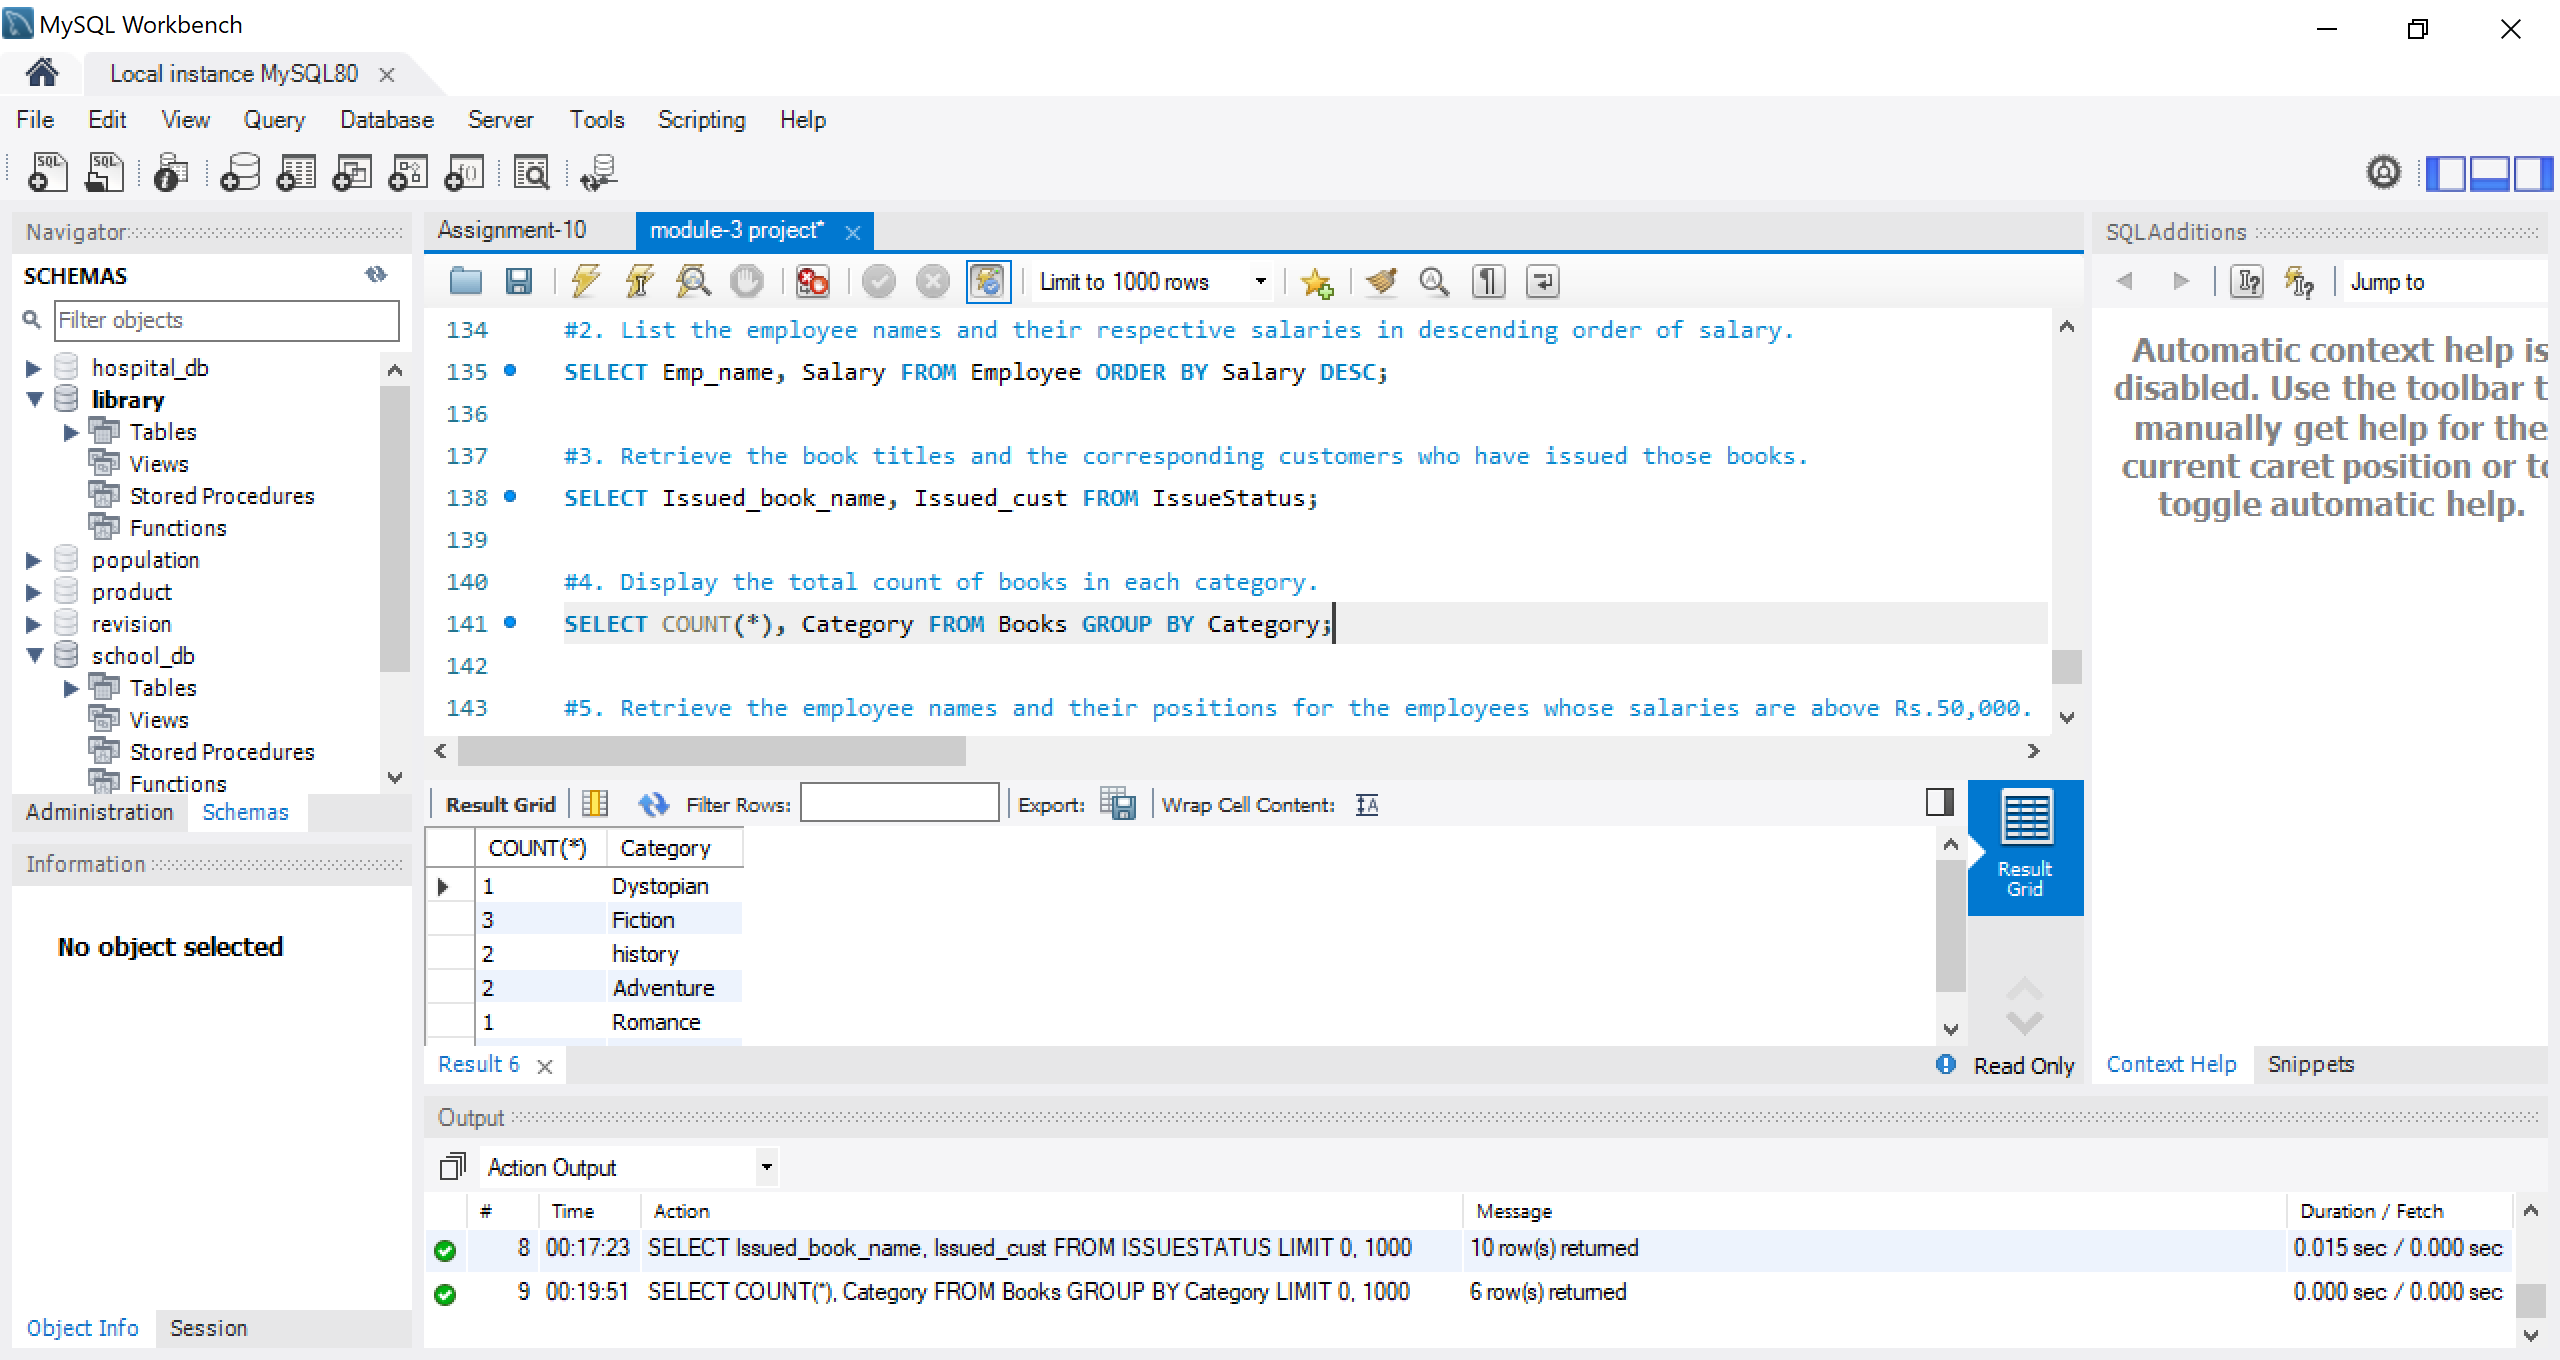 MySQL Workbench
Local instance MySQL80
File Edit View Query Database Server Tools Scripting Help
Navigator
SCHEMAS
Filter objects
hospital_db
library
Tables
Views
Stored Procedures
Functions
population
product
revision
school_db
Tables
Views
Stored Procedures
Functions
Administration Schemas
Information
No object selected
Object Info Session
Assignment-10 module-3 project*
Limit to 1000 rows
134 #2. List the employee names and their respective salaries in descending order of salary.
135 SELECT Emp_name, Salary FROM Employee ORDER BY Salary DESC;
136
137 #3. Retrieve the book titles and the corresponding customers who have issued those books.
138 SELECT Issued_book_name, Issued_cust FROM IssueStatus;
139
140 #4. Display the total count of books in each category.
141 SELECT COUNT(*), Category FROM Books GROUP BY Category;
142
143 #5. Retrieve the employee names and their positions for the employees whose salaries are above Rs.50,000.
Result Grid Filter Rows: Export: Wrap Cell Content:
COUNT(*) Category
1 Dystopian
3 Fiction
2 history
2 Adventure
1 Romance
Result Grid
Result 6
Read Only
SQLAdditions
Jump to
Automatic context help is
disabled. Use the toolbar t
manually get help for the
current caret position or to
toggle automatic help.
Context Help Snippets
Output
Action Output
# Time Action Message Duration / Fetch
8 00:17:23 SELECT Issued_book_name, Issued_cust FROM ISSUESTATUS LIMIT 0, 1000 10 row(s) returned 0.015 sec / 0.000 sec
9 00:19:51 SELECT COUNT(*), Category FROM Books GROUP BY Category LIMIT 0, 1000 6 row(s) returned 0.000 sec / 0.000 sec